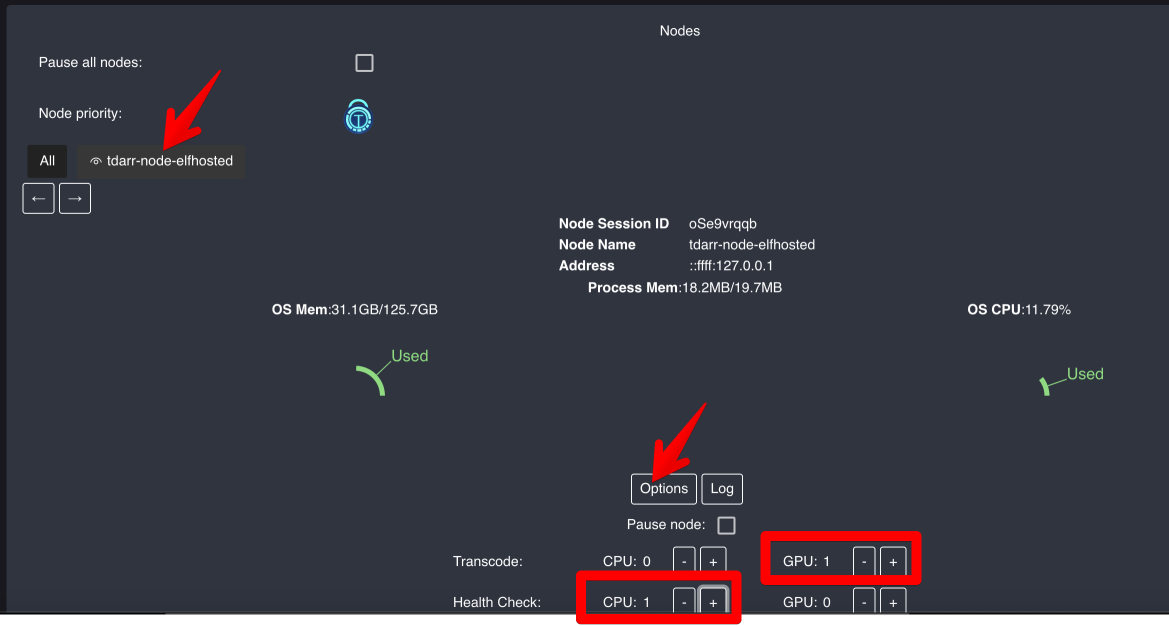 Nodes
Pause all nodes:
Node priority:
T
All tdarr-node-elfhosted
← →
Node Session ID oSe9vrqqb
Node Name tdarr-node-elfhosted
Address ::ffff:127.0.0.1
Process Mem:18.2MB/19.7MB
OS Mem:31.1GB/125.7GB OS CPU:11.79%
Used
Used
Options Log
Pause node:
Transcode: CPU: 0 - + GPU: 1 - +
Health Check: CPU: 1 - + GPU: 0 - +